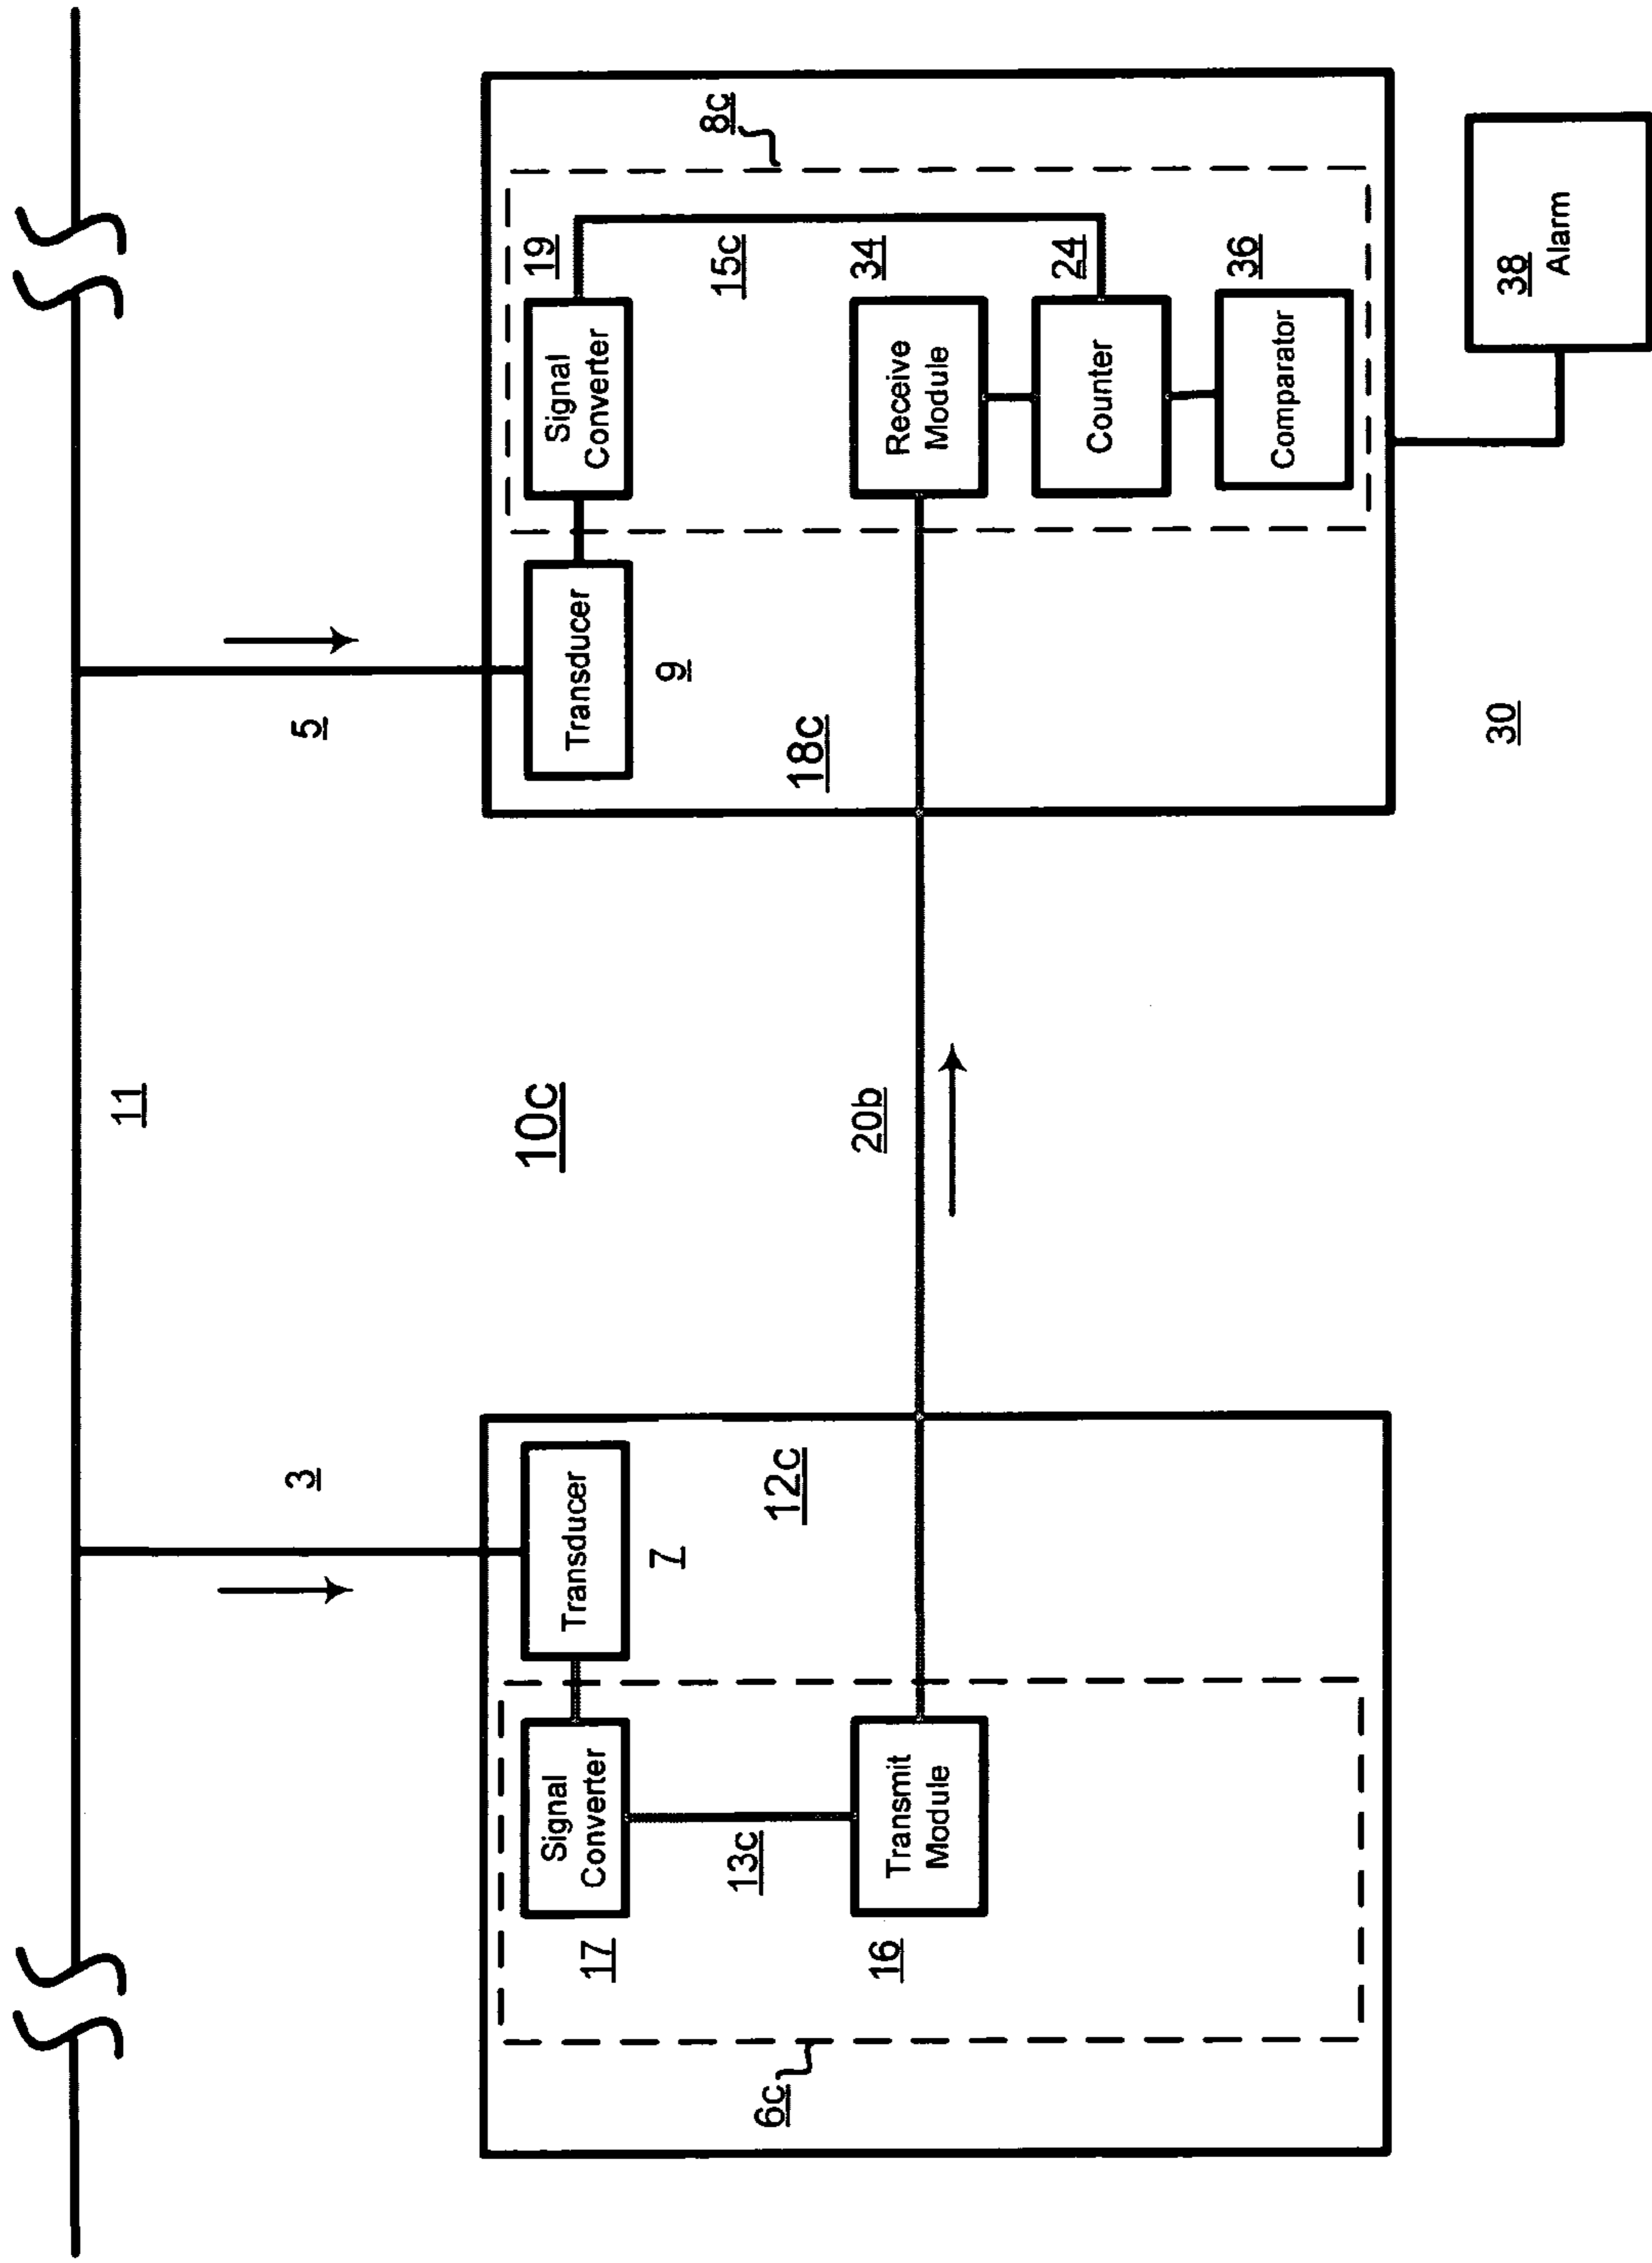 11
3
5
10c
17
Signal
Converter
Transducer
7
13c
12c
6c
16
Transmit
Module
20b
Transducer
9
Signal
Converter
19
8c
15c
18c
Receive
Module
34
Counter
24
Comparator
36
30
38
Alarm